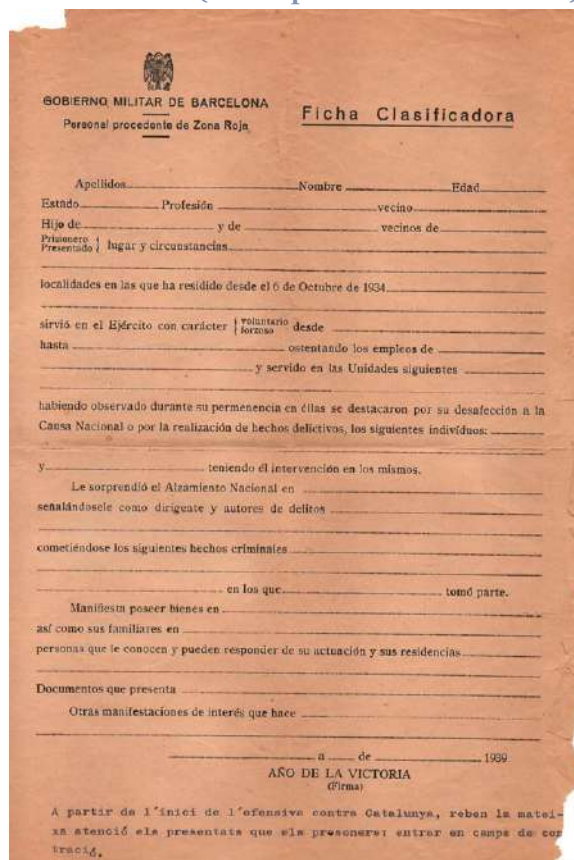 GOBIERNO MILITAR DE BARCELONA
Personal procedente de Zona Roja
Ficha Clasificadora
Apellidos Nombre Edad
Estado Profesión vecino
Hijo de y de vecinos de
Prisionero
Presentado } lugar y circunstancias
localidades en las que ha residido desde el 6 de Octubre de 1934
sirvió en el Ejército con carácter { voluntario
forzoso desde
hasta ostentando los empleos de
y servido en las Unidades siguientes
habiendo observado durante su permenencia en éllas se destacaron por su desafección a la
Causa Nacional o por la realización de hechos delictivos, los siguientes indivíduos:
y teniendo él intervención en los mismos.
Le sorprendió el Alzamiento Nacional en
señalándosele como dirigente y autores de delitos
cometiéndose los siguientes hechos criminales
en los que tomó parte.
Manifiesta poseer bienes en
así como sus familiares en
personas que le conocen y pueden responder de su actuación y sus residencias
Documentos que presenta
Otras manifestaciones de interés que hace
a de 1939
AÑO DE LA VICTORIA
(Firma)
A partir de l'inici de l'ofensiva contra Catalunya, reben la matei-
xa atenció els presentats que els presoners: entrar en camps de con
tració.